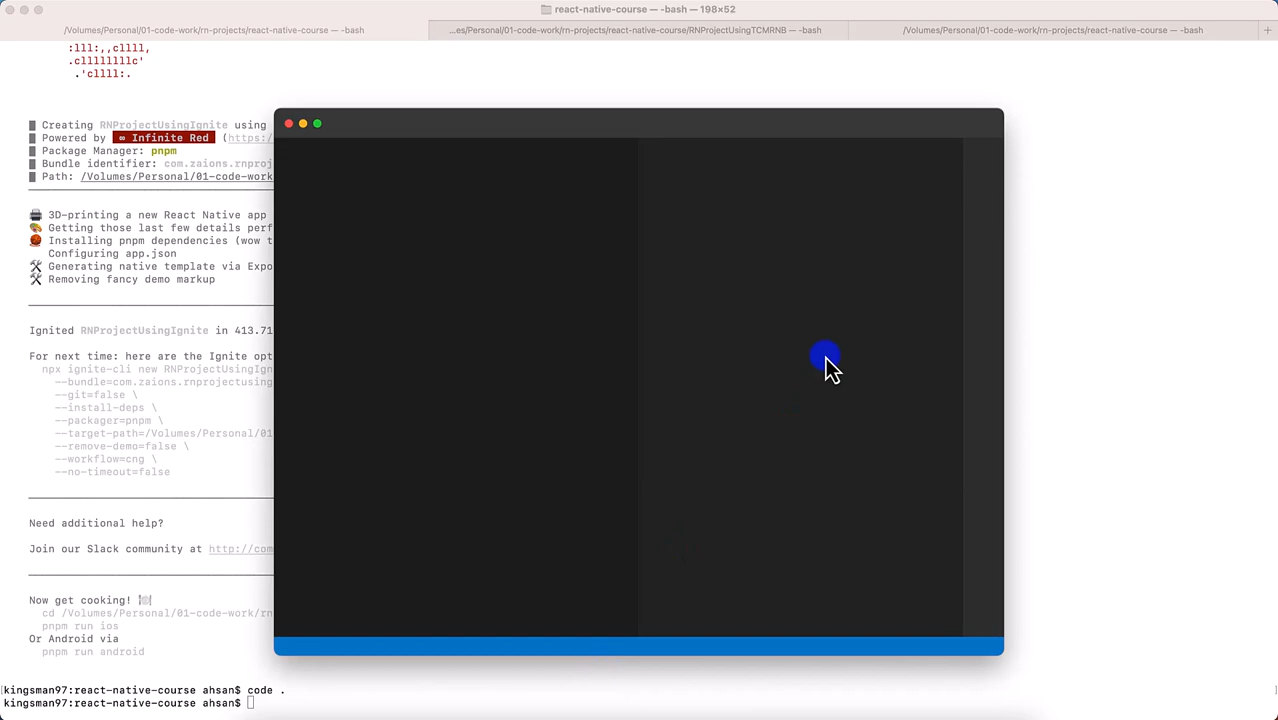 react-native-course — -bash — 198×52
/Volumes/Personal/01-code-work/rn-projects/react-native-course — -bash
...es/Personal/01-code-work/rn-projects/react-native-course/RNProjectUsingTCMRNB — -bash
/Volumes/Personal/01-code-work/rn-projects/react-native-course — -bash
+
:lll:,,cllll,
.clllllllllc'
.'cllll:.
Creating RNProjectUsingIgnite using
Powered by ∞ Infinite Red (https:/
Package Manager: pnpm
Bundle identifier: com.zaions.rnproj
Path: /Volumes/Personal/01-code-work
3D-printing a new React Native app
Getting those last few details perf
Installing pnpm dependencies (wow t
Configuring app.json
Generating native template via Expo
Removing fancy demo markup
Ignited RNProjectUsingIgnite in 413.71
For next time: here are the Ignite opt
npx ignite-cli new RNProjectUsingIgnite
--bundle=com.zaions.rnprojectusing
--git=false \
--install-deps \
--packager=pnpm \
--target-path=/Volumes/Personal/01
--remove-demo=false \
--workflow=cng \
--no-timeout=false
Need additional help?
Join our Slack community at http://com
Now get cooking!
cd /Volumes/Personal/01-code-work/rn
pnpm run ios
Or Android via
pnpm run android
[kingsman97:react-native-course ahsan$ code . ]
kingsman97:react-native-course ahsan$